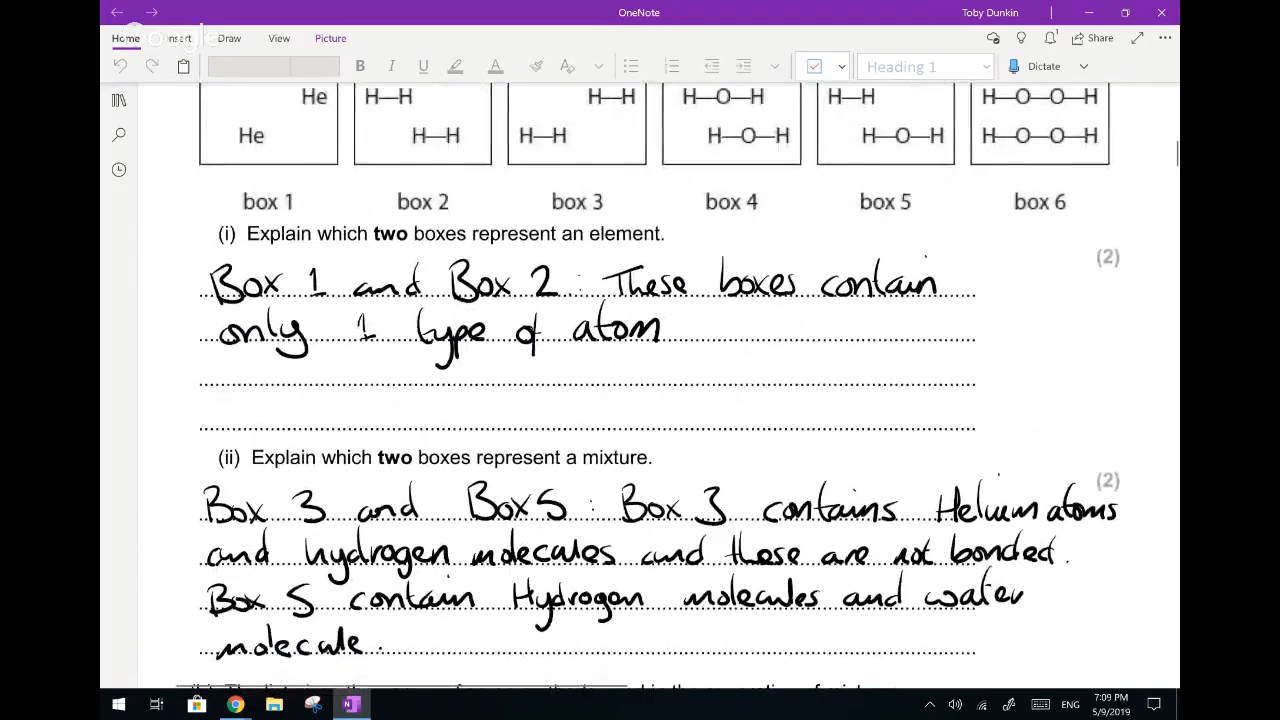 OneNote
Toby Dunkin
Google
Home Insert Draw View Picture
Share
B I U A
Heading 1
Dictate
He H—H H—H H—O—H H—H H—O—O—H
He H—H H—H H—O—H H—O—H H—O—O—H
box 1 box 2 box 3 box 4 box 5 box 6
(i) Explain which two boxes represent an element.
(2)
Box 1 and Box 2 : These boxes contain
only 1 type of atom
(ii) Explain which two boxes represent a mixture.
(2)
Box 3 and Box 5 : Box 3 contains Helium atoms
and hydrogen molecules and these are not bonded.
Box 5 contain Hydrogen molecules and water
molecule.
ENG
7:09 PM
5/9/2019